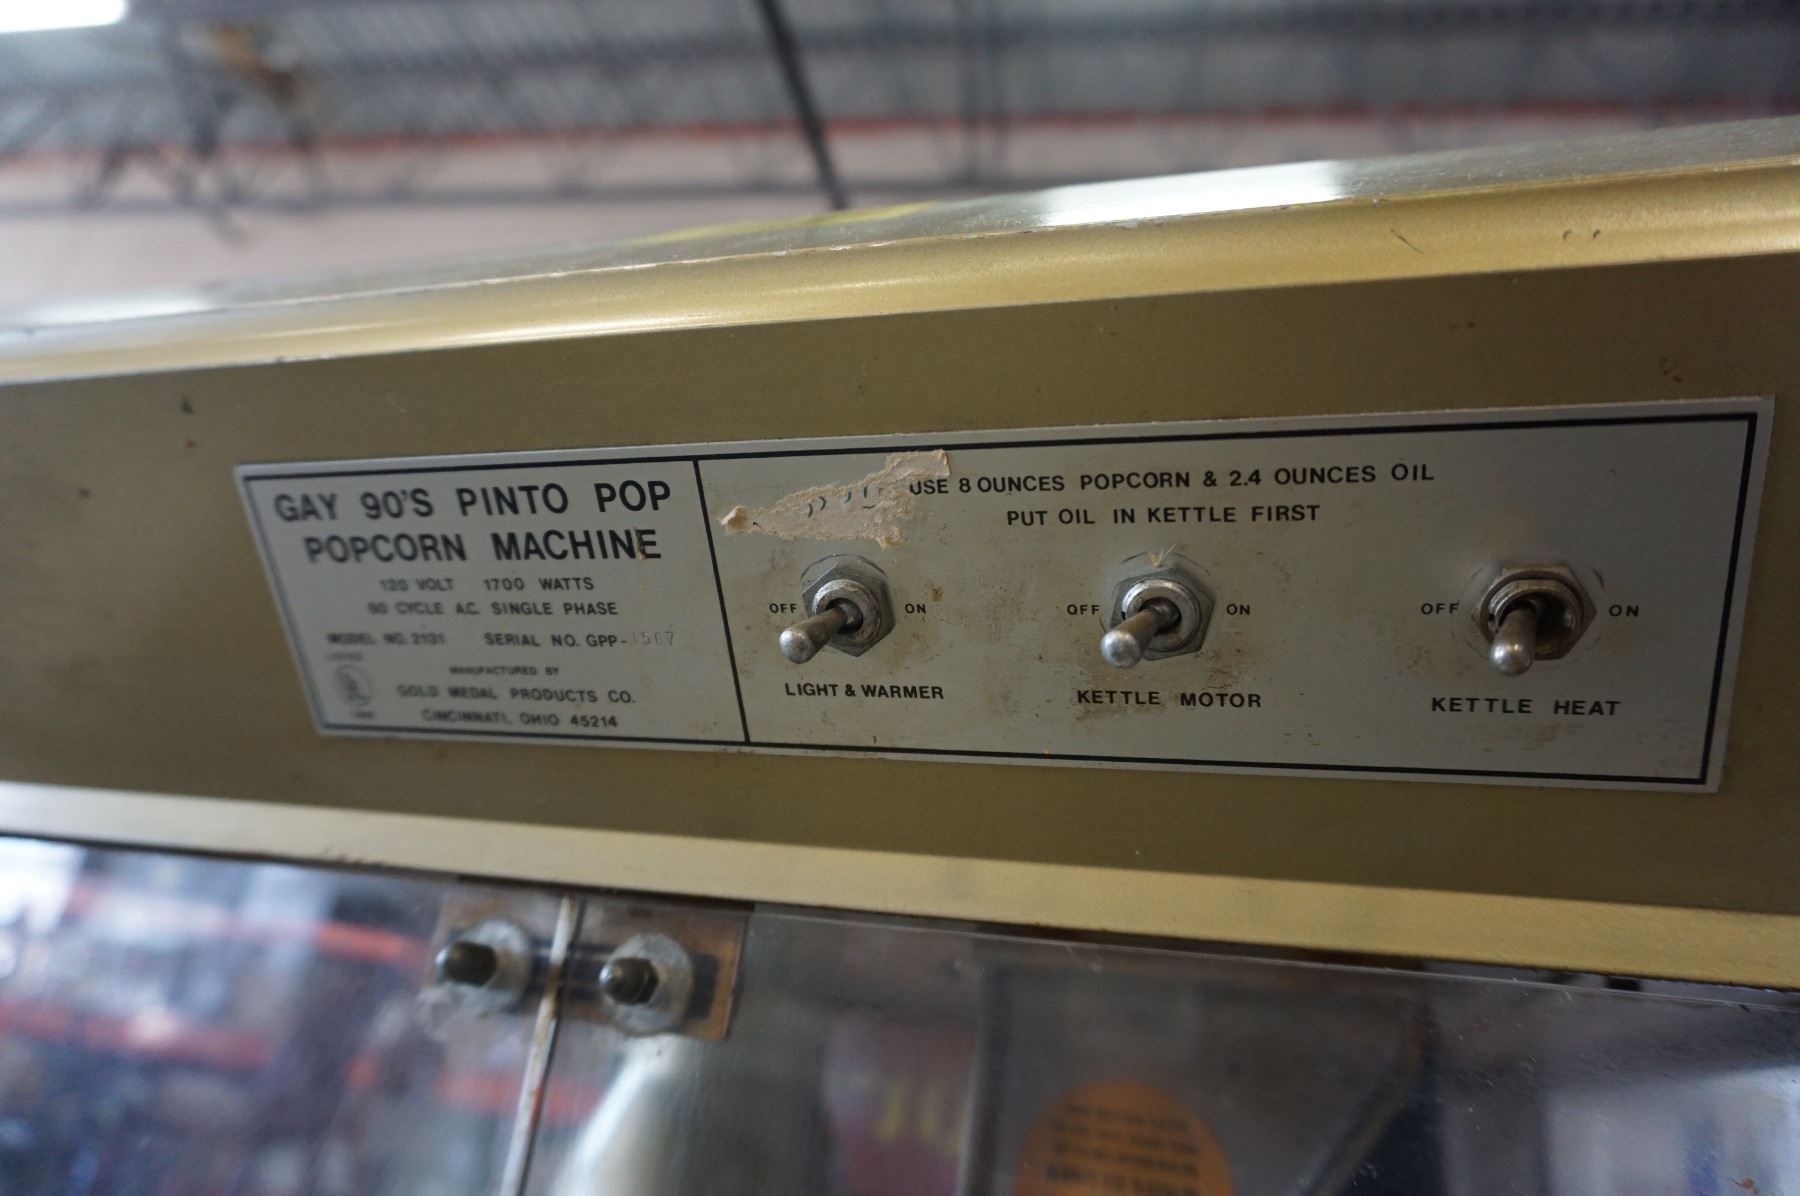 GAY 90'S PINTO POP
POPCORN MACHINE
120 VOLT 1700 WATTS
60 CYCLE A.C. SINGLE PHASE
MODEL NO. 2131 SERIAL NO. GPP-1567
LISTED
UL
MANUFACTURED BY
GOLD MEDAL PRODUCTS CO.
CINCINNATI, OHIO 45214
USE 8 OUNCES POPCORN & 2.4 OUNCES OIL
PUT OIL IN KETTLE FIRST
OFF ON
LIGHT & WARMER
OFF ON
KETTLE MOTOR
OFF ON
KETTLE HEAT